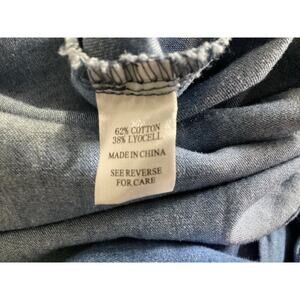 62% COTTON
38% LYOCELL
MADE IN CHINA
SEE REVERSE
FOR CARE